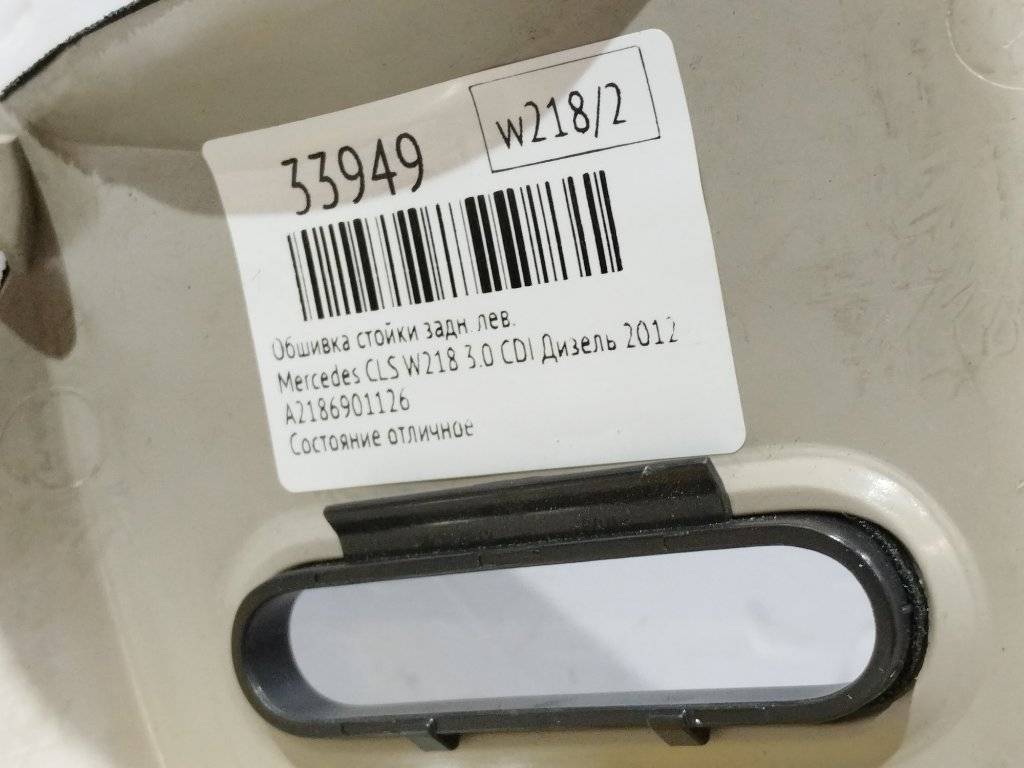 33949
w218/2
Обшивка стойки задн. лев.
Mercedes CLS W218 3.0 CDI Дизель 2012
A2186901126
Состояние отличное